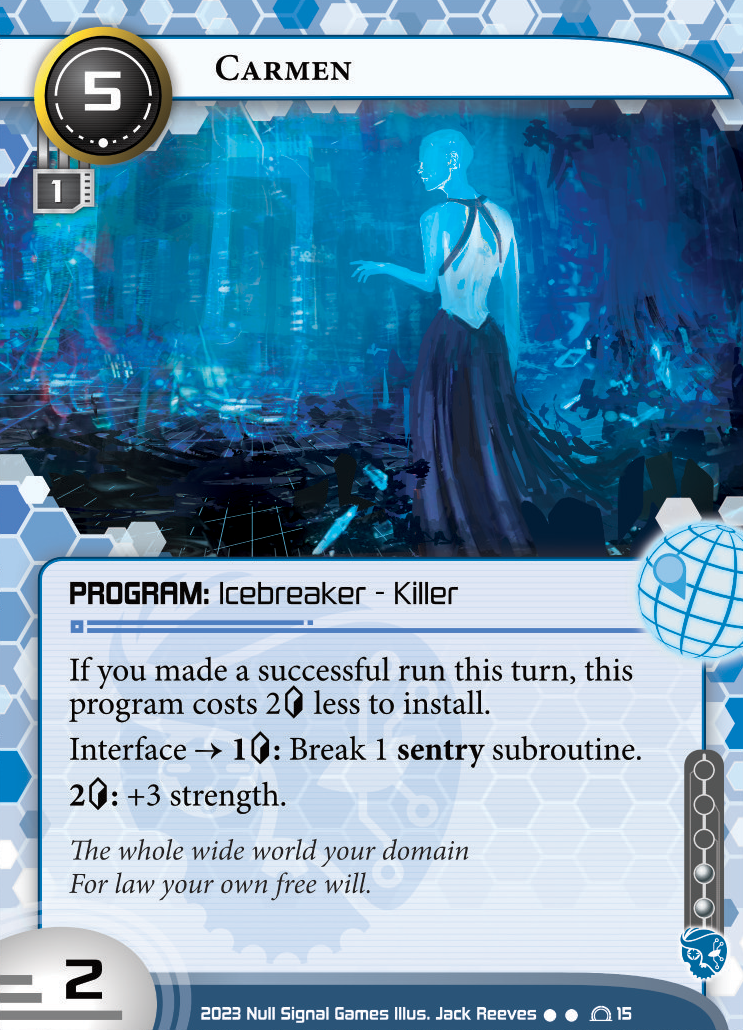 5
CARMEN
1
PROGRAM: Icebreaker - Killer
If you made a successful run this turn, this
program costs 2 less to install.
Interface → 1: Break 1 sentry subroutine.
2: +3 strength.
The whole wide world your domain
For law your own free will.
2
2023 Null Signal Games Illus. Jack Reeves 15